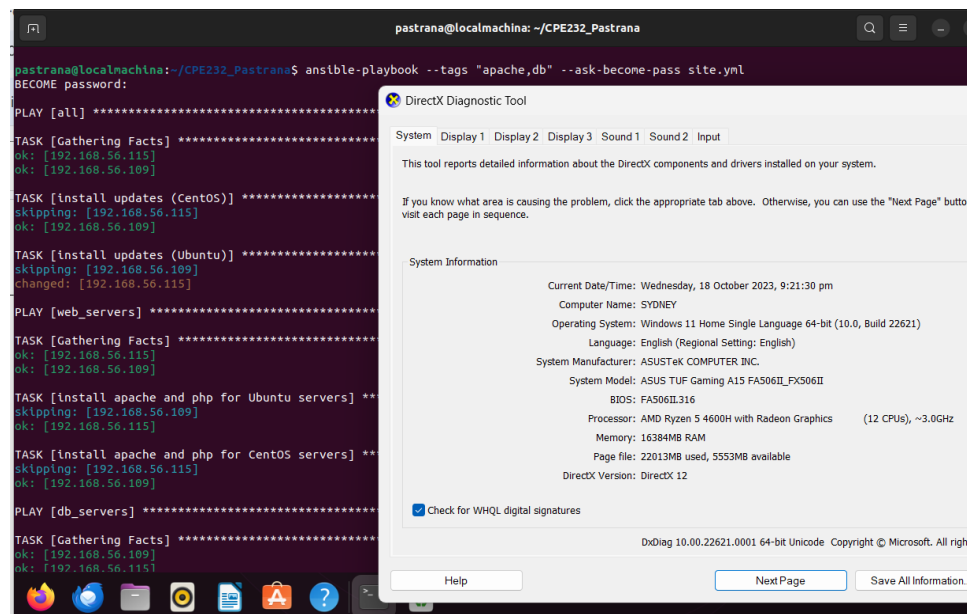 pastrana@localmachina: ~/CPE232_Pastrana
pastrana@localmachina:~/CPE232_Pastrana$ ansible-playbook --tags "apache,db" --ask-become-pass site.yml
BECOME password:
PLAY [all] ****************************************
TASK [Gathering Facts] ****************************
ok: [192.168.56.115]
ok: [192.168.56.109]
TASK [install updates (CentOS)] *******************
skipping: [192.168.56.115]
ok: [192.168.56.109]
TASK [install updates (Ubuntu)] *******************
skipping: [192.168.56.109]
changed: [192.168.56.115]
PLAY [web_servers] ********************************
TASK [Gathering Facts] ****************************
ok: [192.168.56.115]
ok: [192.168.56.109]
TASK [install apache and php for Ubuntu servers] **
skipping: [192.168.56.109]
ok: [192.168.56.115]
TASK [install apache and php for CentOS servers] **
skipping: [192.168.56.115]
ok: [192.168.56.109]
PLAY [db_servers] *********************************
TASK [Gathering Facts] ****************************
ok: [192.168.56.109]
ok: [192.168.56.115]
DirectX Diagnostic Tool
System Display 1 Display 2 Display 3 Sound 1 Sound 2 Input
This tool reports detailed information about the DirectX components and drivers installed on your system.
If you know what area is causing the problem, click the appropriate tab above. Otherwise, you can use the "Next Page" butto
visit each page in sequence.
System Information
Current Date/Time: Wednesday, 18 October 2023, 9:21:30 pm
Computer Name: SYDNEY
Operating System: Windows 11 Home Single Language 64-bit (10.0, Build 22621)
Language: English (Regional Setting: English)
System Manufacturer: ASUSTeK COMPUTER INC.
System Model: ASUS TUF Gaming A15 FA506II_FX506II
BIOS: FA506II.316
Processor: AMD Ryzen 5 4600H with Radeon Graphics (12 CPUs), ~3.0GHz
Memory: 16384MB RAM
Page file: 22013MB used, 5553MB available
DirectX Version: DirectX 12
Check for WHQL digital signatures
DxDiag 10.00.22621.0001 64-bit Unicode Copyright © Microsoft. All righ
Help Next Page Save All Information.